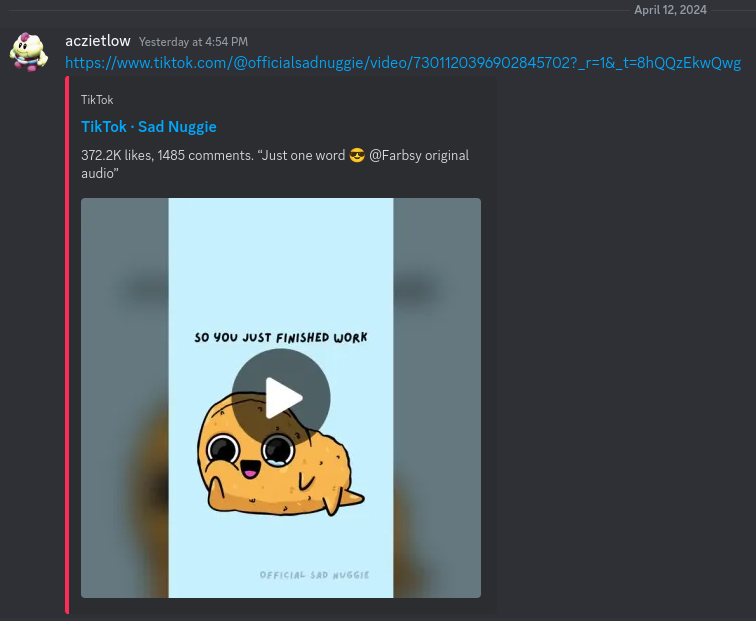 April 12, 2024
aczietlow Yesterday at 4:54 PM
https://www.tiktok.com/@officialsadnuggie/video/7301120396902845702?_r=1&_t=8hQQzEkwQwg
TikTok
TikTok · Sad Nuggie
372.2K likes, 1485 comments. “Just one word 😎 @Farbsy original
audio”
SO YOU JUST FINISHED WORK
OFFICIAL SAD NUGGIE